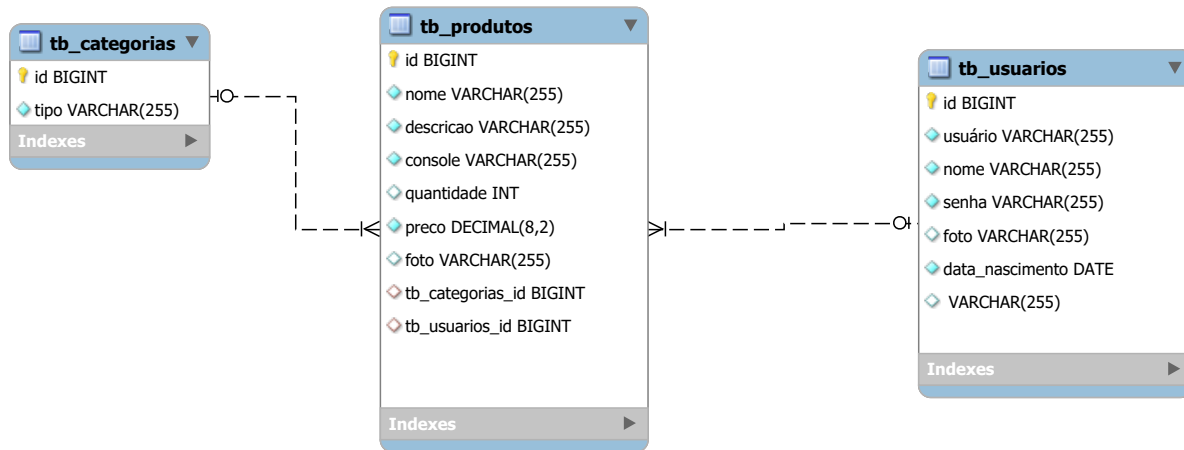 tb_categorias
id BIGINT
tipo VARCHAR(255)
Indexes
tb_produtos
id BIGINT
nome VARCHAR(255)
descricao VARCHAR(255)
console VARCHAR(255)
quantidade INT
preco DECIMAL(8,2)
foto VARCHAR(255)
tb_categorias_id BIGINT
tb_usuarios_id BIGINT
Indexes
tb_usuarios
id BIGINT
usuário VARCHAR(255)
nome VARCHAR(255)
senha VARCHAR(255)
foto VARCHAR(255)
data_nascimento DATE
VARCHAR(255)
Indexes